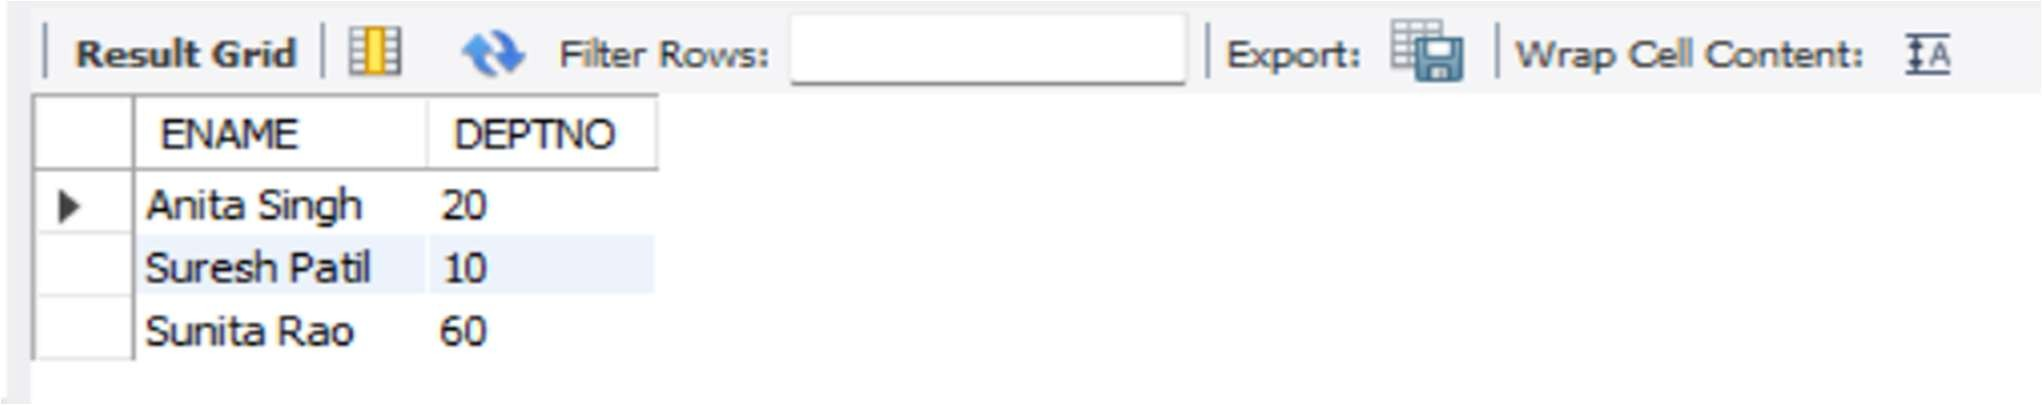 Result Grid Filter Rows: Export: Wrap Cell Content: A
ENAME DEPTNO
Anita Singh 20
Suresh Patil 10
Sunita Rao 60